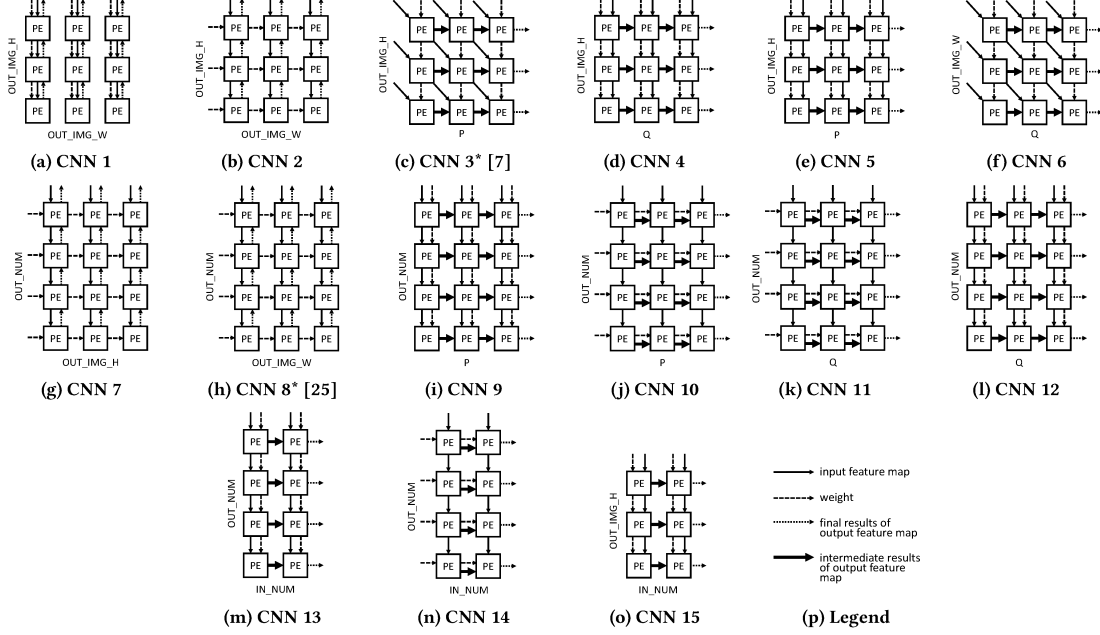 PE PE PE PE PE PE PE PE PE PE PE PE PE PE PE PE PE PE
OUT_IMG_H OUT_IMG_H OUT_IMG_H OUT_IMG_H OUT_IMG_H OUT_IMG_W
PE PE PE PE PE PE PE PE PE PE PE PE PE PE PE PE PE PE
PE PE PE PE PE PE PE PE PE PE PE PE PE PE PE PE PE PE
OUT_IMG_W OUT_IMG_W P Q P Q
(a) CNN 1 (b) CNN 2 (c) CNN 3* [7] (d) CNN 4 (e) CNN 5 (f) CNN 6
PE PE PE PE PE PE PE PE PE PE PE PE PE PE PE PE PE PE
PE PE PE PE PE PE PE PE PE PE PE PE PE PE PE PE PE PE
OUT_NUM OUT_NUM OUT_NUM OUT_NUM OUT_NUM OUT_NUM
PE PE PE PE PE PE PE PE PE PE PE PE PE PE PE PE PE PE
PE PE PE PE PE PE PE PE PE PE PE PE PE PE PE PE PE PE
OUT_IMG_H OUT_IMG_W P P Q Q
(g) CNN 7 (h) CNN 8* [25] (i) CNN 9 (j) CNN 10 (k) CNN 11 (l) CNN 12
PE PE PE PE
PE PE PE PE PE PE
OUT_NUM OUT_NUM OUT_IMG_H
PE PE PE PE PE PE
PE PE PE PE PE PE
IN_NUM IN_NUM IN_NUM
input feature map
weight
final results of
output feature map
intermediate results
of output feature
map
(m) CNN 13 (n) CNN 14 (o) CNN 15 (p) Legend